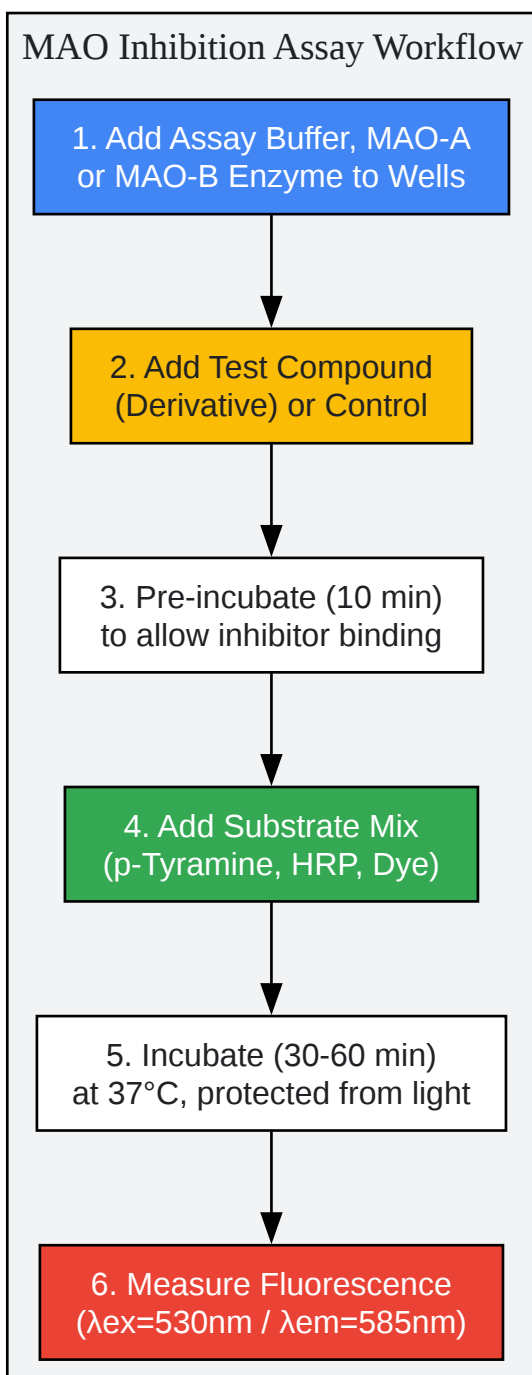 MAO Inhibition Assay Workflow
1. Add Assay Buffer, MAO-A
or MAO-B Enzyme to Wells
2. Add Test Compound
(Derivative) or Control
3. Pre-incubate (10 min)
to allow inhibitor binding
4. Add Substrate Mix
(p-Tyramine, HRP, Dye)
5. Incubate (30-60 min)
at 37°C, protected from light
6. Measure Fluorescence
(λex=530nm / λem=585nm)